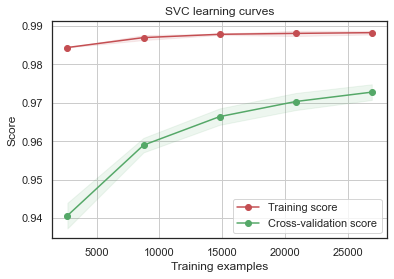 SVC learning curves
0.99
0.98
0.97
0.96
0.95
0.94
Score
Training score
Cross-validation score
5000 10000 15000 20000 25000
Training examples